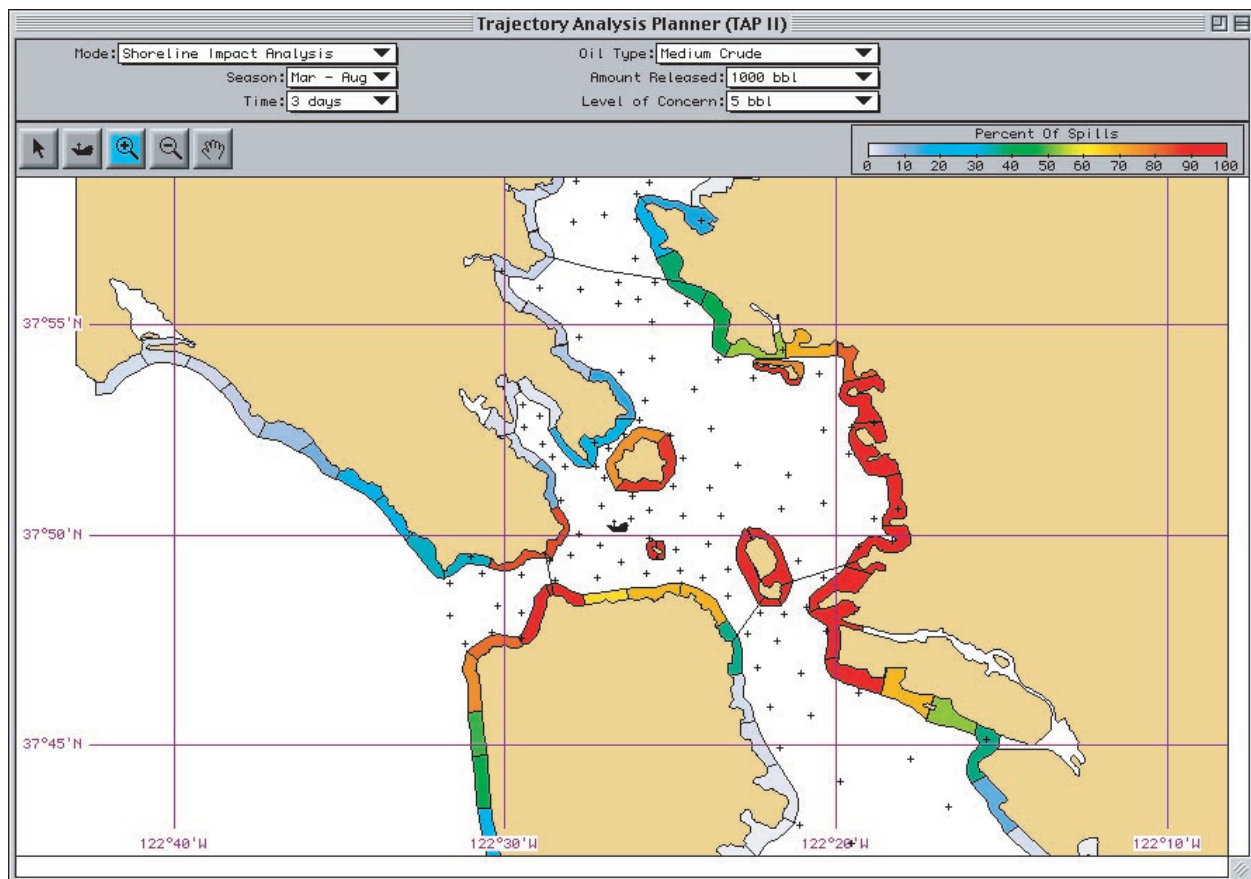 Trajectory Analysis Planner (TAP II)
Mode: Shoreline Impact Analysis
Oil Type: Medium Crude
Season: Mar - Aug
Amount Released: 1000 bbl
Time: 3 days
Level of Concern: 5 bbl
Percent Of Spills
0 10 20 30 40 50 60 70 80 90 100
37°55'N
37°50'N
37°45'N
122°40'W 122°30'W 122°20'W 122°10'W